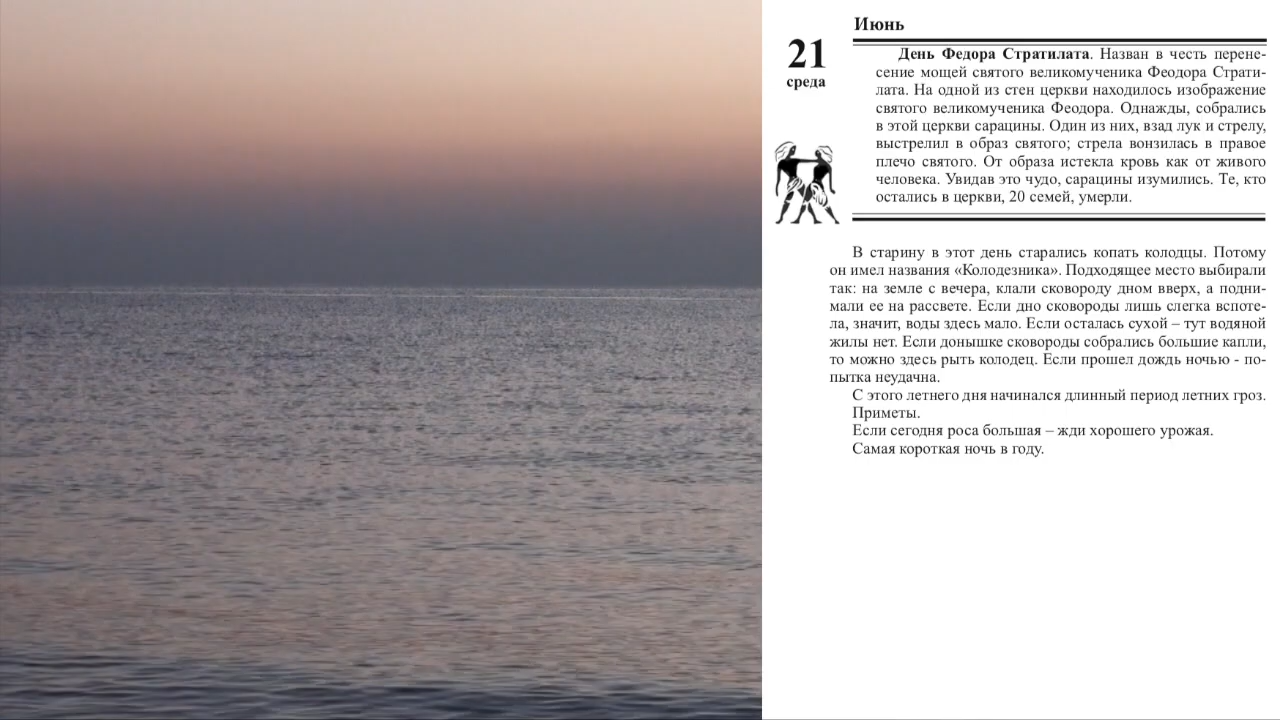 Июнь
21
среда
День Федора Стратилата. Назван в честь перене-
сение мощей святого великомученика Феодора Страти-
лата. На одной из стен церкви находилось изображение
святого великомученика Феодора. Однажды, собрались
в этой церкви сарацины. Один из них, взад лук и стрелу,
выстрелил в образ святого; стрела вонзилась в правое
плечо святого. От образа истекла кровь как от живого
человека. Увидав это чудо, сарацины изумились. Те, кто
остались в церкви, 20 семей, умерли.
В старину в этот день старались копать колодцы. Потому
он имел названия «Колодезника». Подходящее место выбирали
так: на земле с вечера, клали сковороду дном вверх, а подни-
мали ее на рассвете. Если дно сковороды лишь слегка вспоте-
ла, значит, воды здесь мало. Если осталась сухой – тут водяной
жилы нет. Если донышке сковороды собрались большие капли,
то можно здесь рыть колодец. Если прошел дождь ночью - по-
пытка неудачна.
С этого летнего дня начинался длинный период летних гроз.
Приметы.
Если сегодня роса большая – жди хорошего урожая.
Самая короткая ночь в году.